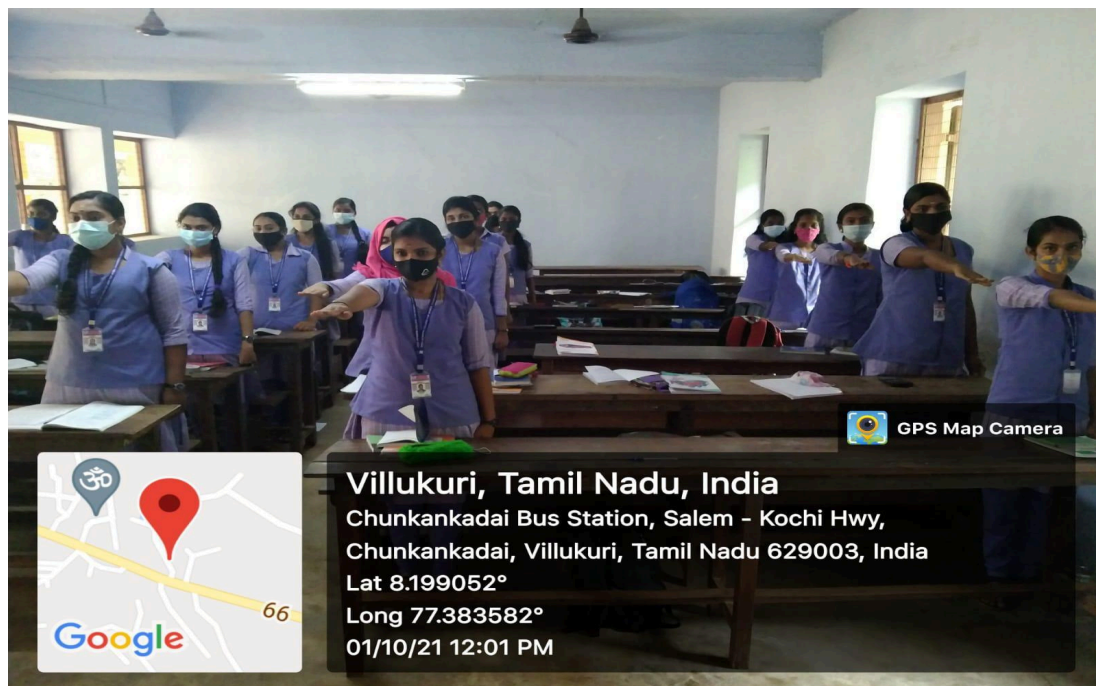 GPS Map Camera
Villukuri, Tamil Nadu, India
Chunkankadai Bus Station, Salem - Kochi Hwy,
Chunkankadai, Villukuri, Tamil Nadu 629003, India
Lat 8.199052°
Long 77.383582°
01/10/21 12:01 PM
ॐ
66
Google